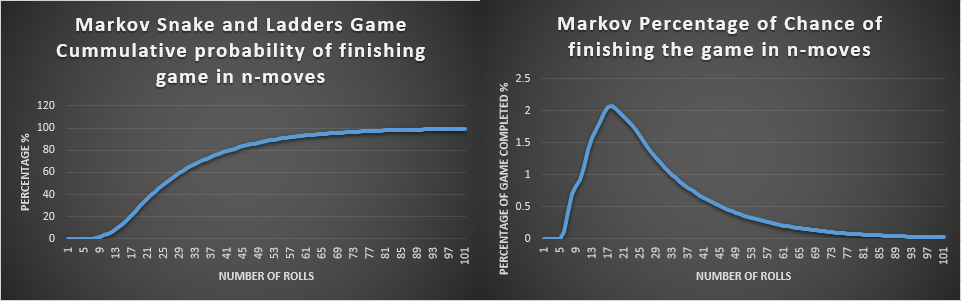 Markov Snake and Ladders Game
Cummulative probability of finishing
game in n-moves
PERCENTAGE %
120
100
80
60
40
20
0
1 5 9 13 17 21 25 29 33 37 41 45 49 53 57 61 65 69 73 77 81 85 89 93 97 101
NUMBER OF ROLLS
Markov Percentage of Chance of
finishing the game in n-moves
PERCENTAGE OF GAME COMPLETED %
2.5
2
1.5
1
0.5
0
1 5 9 13 17 21 25 29 33 37 41 45 49 53 57 61 65 69 73 77 81 85 89 93 97 101
NUMBER OF ROLLS